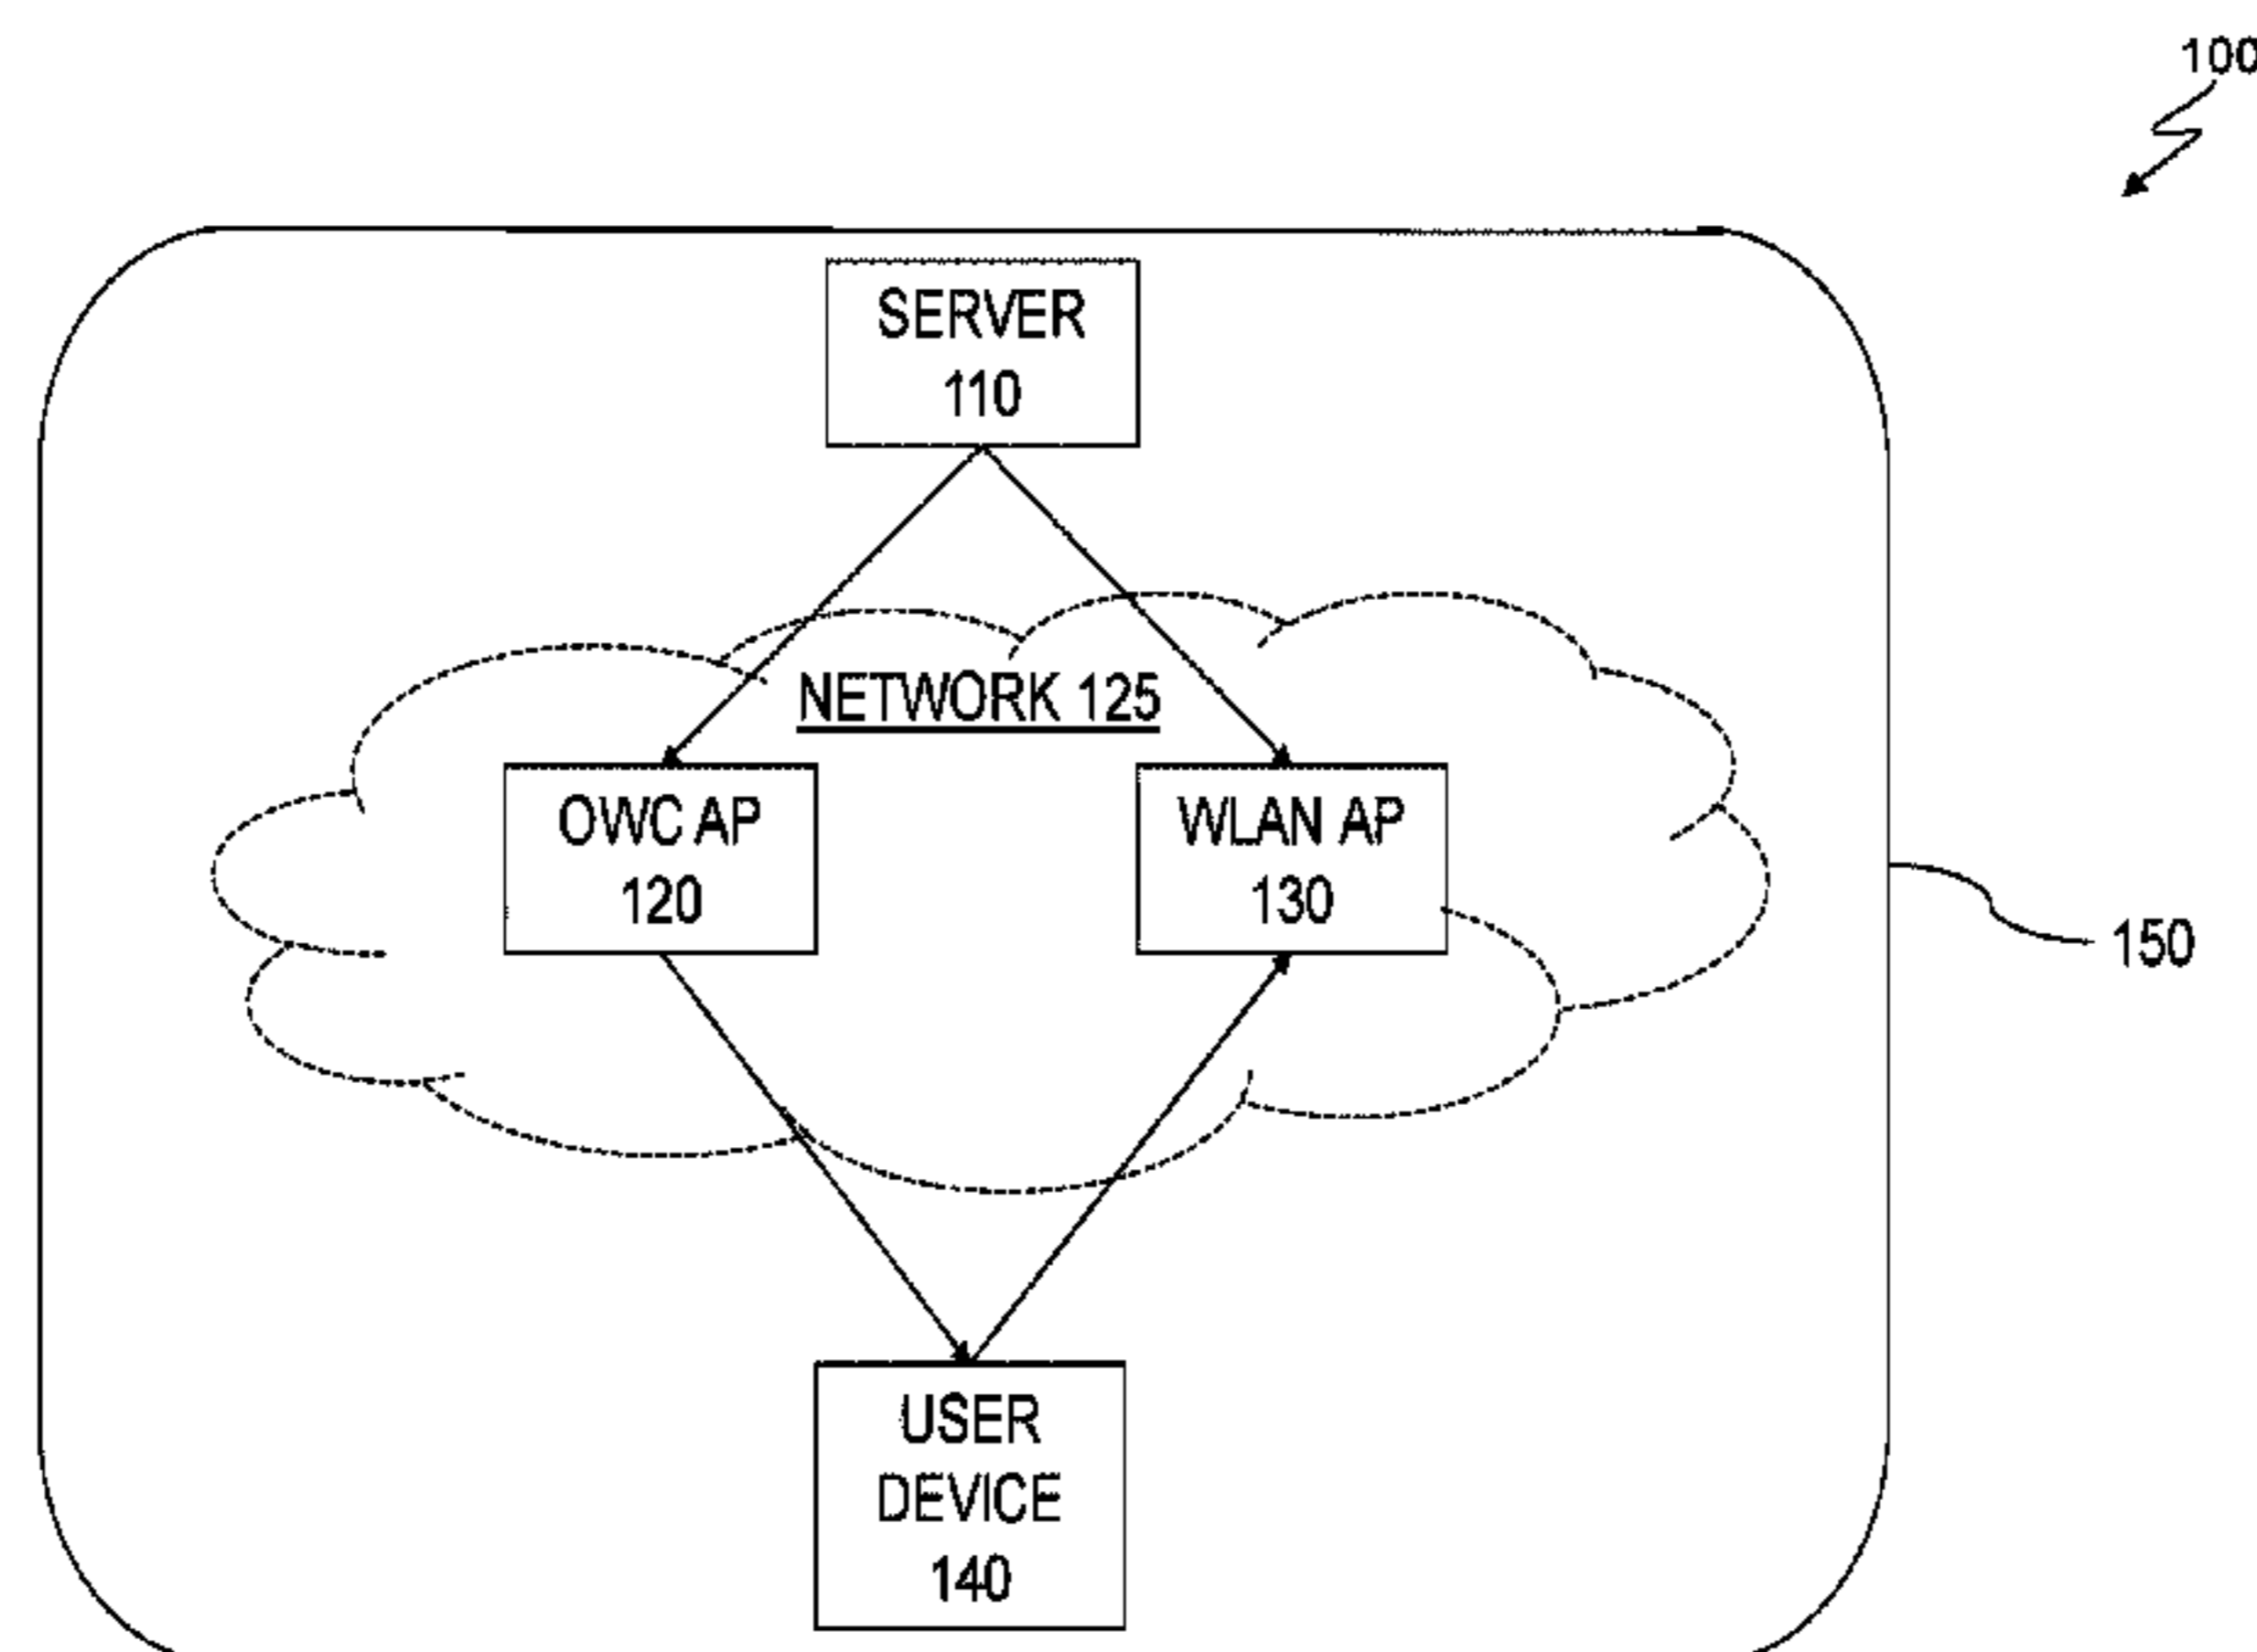 100
SERVER
110
NETWORK 125
OWC AP
120
WLAN AP
130
150
USER
DEVICE
140